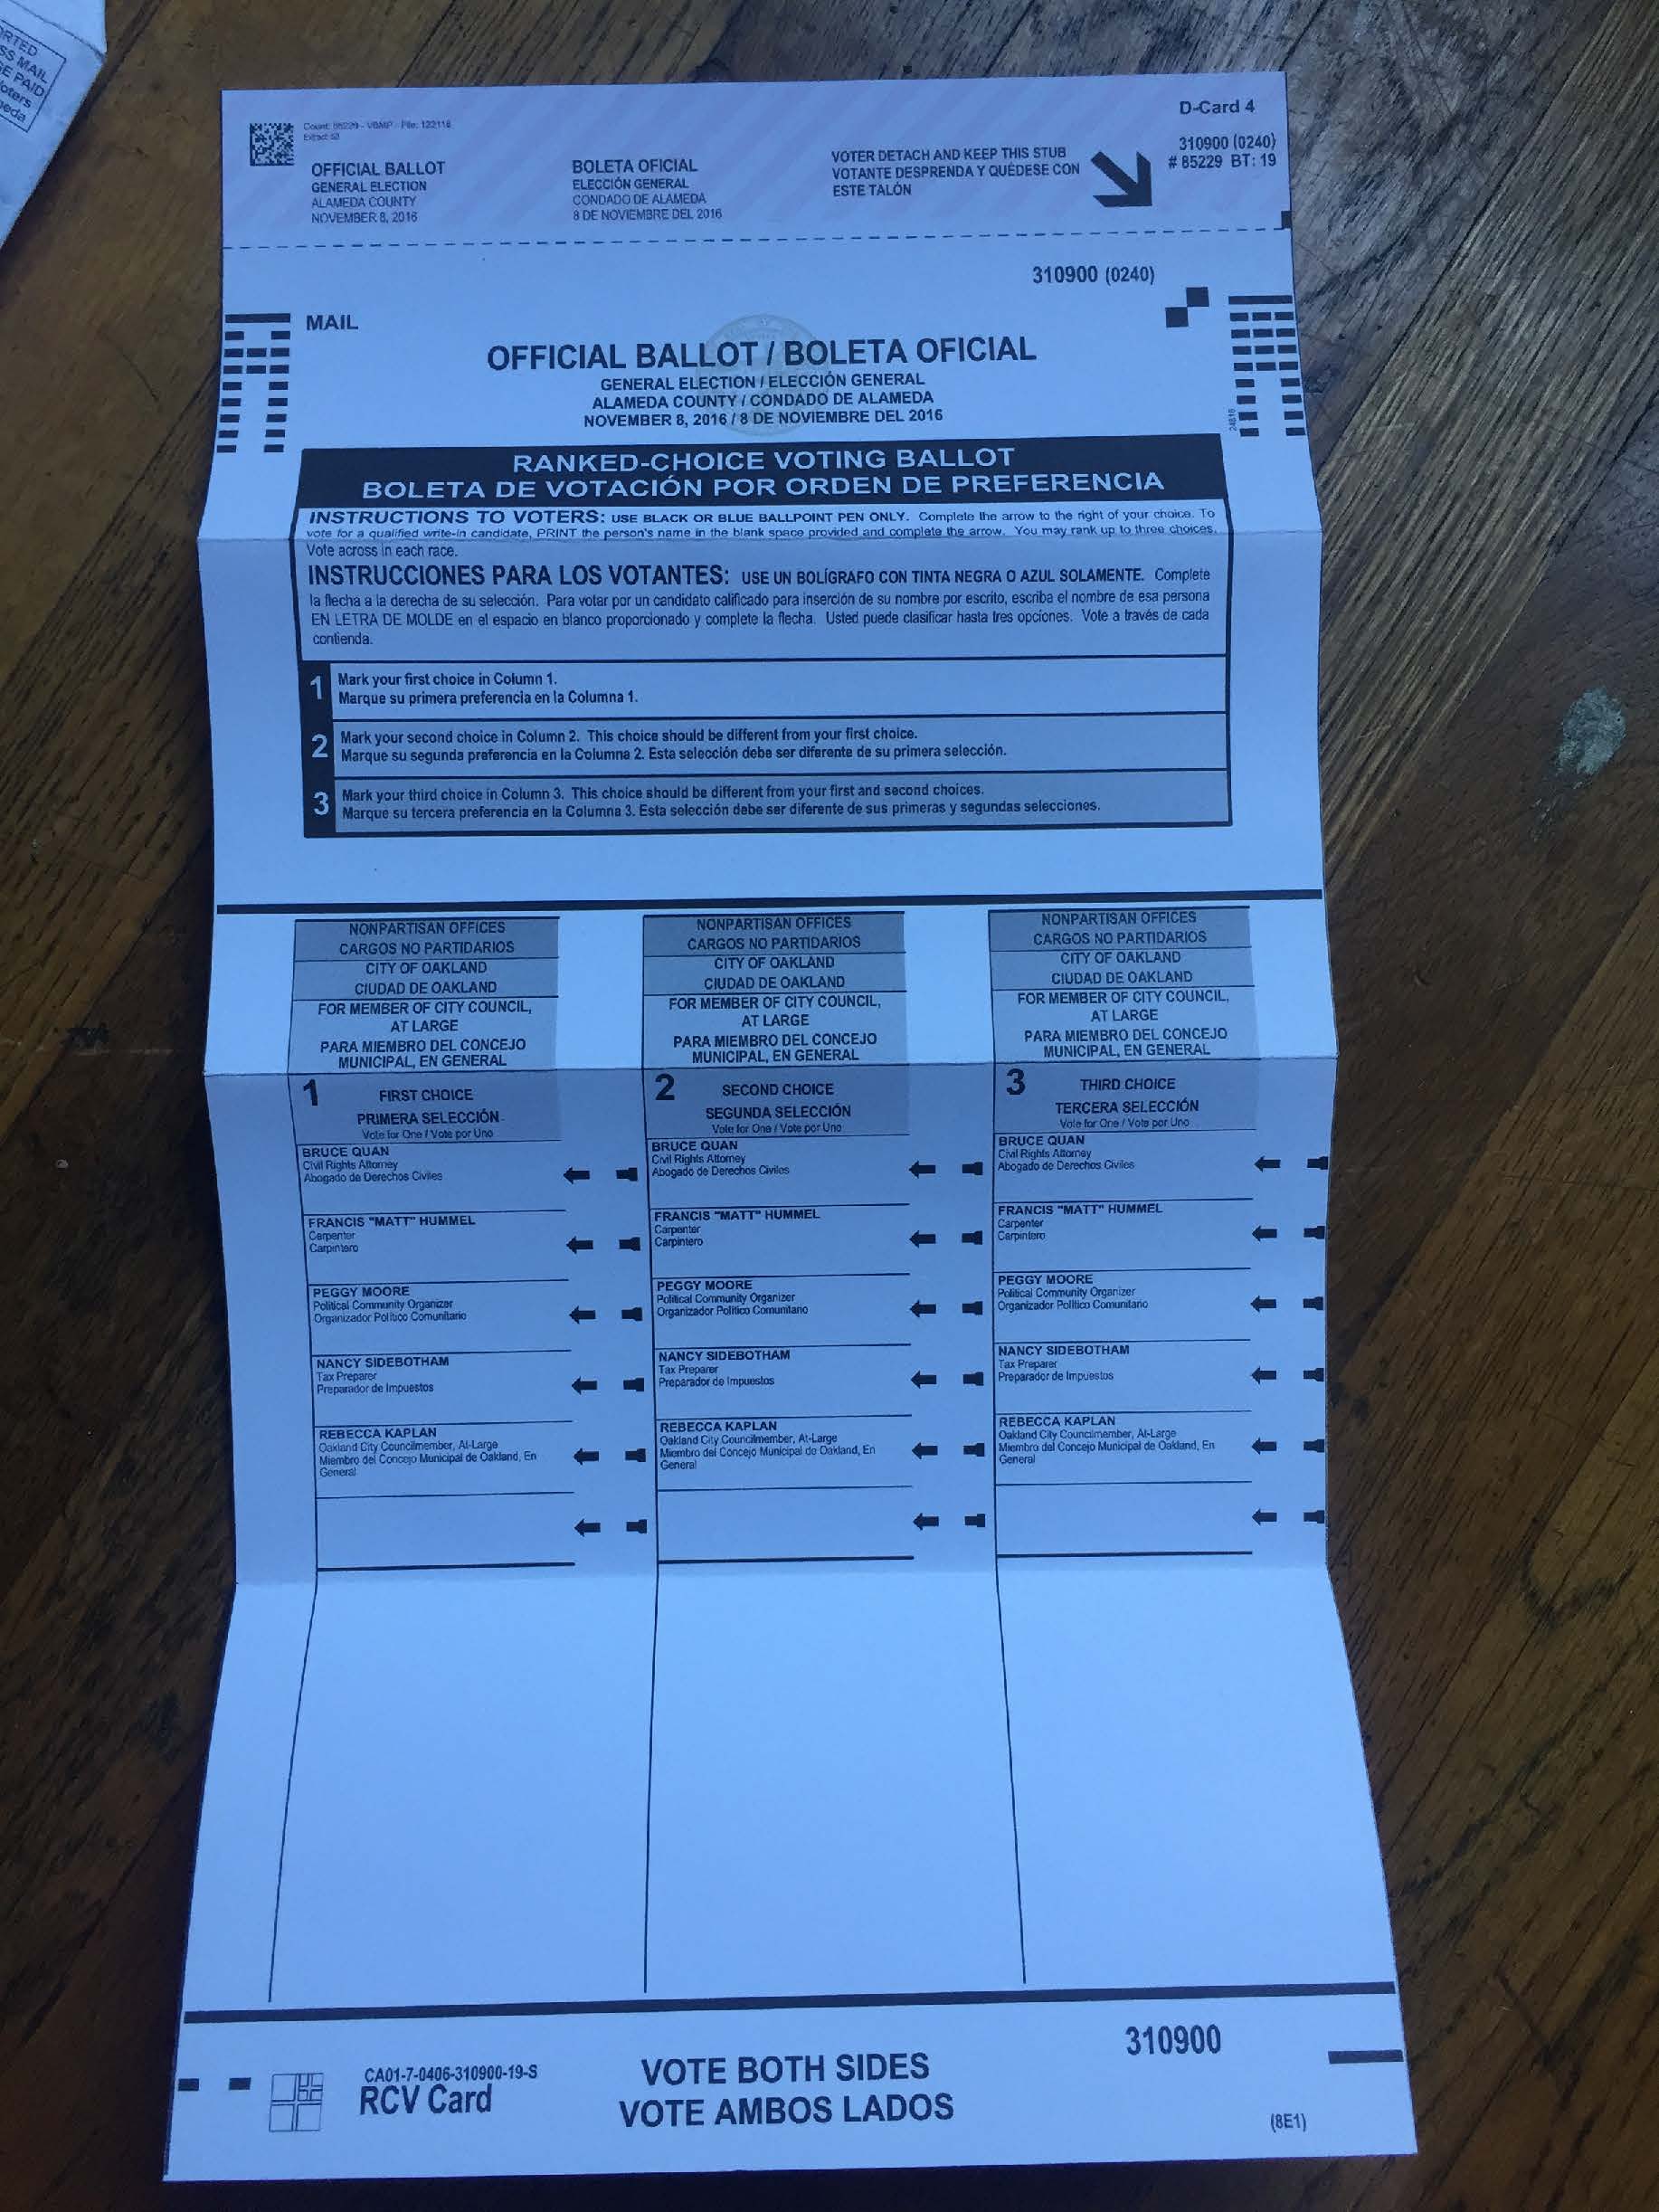 RTED
SS MAIL
E PAID
oters
eda
D-Card 4
310900 (0240)
# 85229 BT: 19
Count: 85229 - VBMP - Pile: 122116
OFFICIAL BALLOT
GENERAL ELECTION
ALAMEDA COUNTY
NOVEMBER 8, 2016
BOLETA OFICIAL
ELECCIÓN GENERAL
CONDADO DE ALAMEDA
8 DE NOVIEMBRE DEL 2016
VOTER DETACH AND KEEP THIS STUB
VOTANTE DESPRENDA Y QUÉDESE CON
ESTE TALÓN
310900 (0240)
MAIL
OFFICIAL BALLOT / BOLETA OFICIAL
GENERAL ELECTION / ELECCIÓN GENERAL
ALAMEDA COUNTY / CONDADO DE ALAMEDA
NOVEMBER 8, 2016 / 8 DE NOVIEMBRE DEL 2016
24816
RANKED-CHOICE VOTING BALLOT
BOLETA DE VOTACIÓN POR ORDEN DE PREFERENCIA
INSTRUCTIONS TO VOTERS: USE BLACK OR BLUE BALLPOINT PEN ONLY. Complete the arrow to the right of your choice. To
vote for a qualified write-in candidate, PRINT the person's name in the blank space provided and complete the arrow. You may rank up to three choices.
Vote across in each race.
INSTRUCCIONES PARA LOS VOTANTES: USE UN BOLÍGRAFO CON TINTA NEGRA O AZUL SOLAMENTE. Complete
la flecha a la derecha de su selección. Para votar por un candidato calificado para inserción de su nombre por escrito, escriba el nombre de esa persona
EN LETRA DE MOLDE en el espacio en blanco proporcionado y complete la flecha. Usted puede clasificar hasta tres opciones. Vote a través de cada
contienda.
1 Mark your first choice in Column 1.
Marque su primera preferencia en la Columna 1.
2 Mark your second choice in Column 2. This choice should be different from your first choice.
Marque su segunda preferencia en la Columna 2. Esta selección debe ser diferente de su primera selección.
3 Mark your third choice in Column 3. This choice should be different from your first and second choices.
Marque su tercera preferencia en la Columna 3. Esta selección debe ser diferente de sus primeras y segundas selecciones.
NONPARTISAN OFFICES
CARGOS NO PARTIDARIOS
CITY OF OAKLAND
CIUDAD DE OAKLAND
FOR MEMBER OF CITY COUNCIL,
AT LARGE
PARA MIEMBRO DEL CONCEJO
MUNICIPAL, EN GENERAL
1 FIRST CHOICE
PRIMERA SELECCIÓN
Vote for One / Vote por Uno
BRUCE QUAN
Civil Rights Attorney
Abogado de Derechos Civiles
FRANCIS "MATT" HUMMEL
Carpenter
Carpintero
PEGGY MOORE
Political Community Organizer
Organizador Político Comunitario
NANCY SIDEBOTHAM
Tax Preparer
Preparador de Impuestos
REBECCA KAPLAN
Oakland City Councilmember, At-Large
Miembro del Concejo Municipal de Oakland, En
General
NONPARTISAN OFFICES
CARGOS NO PARTIDARIOS
CITY OF OAKLAND
CIUDAD DE OAKLAND
FOR MEMBER OF CITY COUNCIL,
AT LARGE
PARA MIEMBRO DEL CONCEJO
MUNICIPAL, EN GENERAL
2 SECOND CHOICE
SEGUNDA SELECCIÓN
Vote for One / Vote por Uno
BRUCE QUAN
Civil Rights Attorney
Abogado de Derechos Civiles
FRANCIS "MATT" HUMMEL
Carpenter
Carpintero
PEGGY MOORE
Political Community Organizer
Organizador Político Comunitario
NANCY SIDEBOTHAM
Tax Preparer
Preparador de Impuestos
REBECCA KAPLAN
Oakland City Councilmember, At-Large
Miembro del Concejo Municipal de Oakland, En
General
NONPARTISAN OFFICES
CARGOS NO PARTIDARIOS
CITY OF OAKLAND
CIUDAD DE OAKLAND
FOR MEMBER OF CITY COUNCIL,
AT LARGE
PARA MIEMBRO DEL CONCEJO
MUNICIPAL, EN GENERAL
3 THIRD CHOICE
TERCERA SELECCIÓN
Vote for One / Vote por Uno
BRUCE QUAN
Civil Rights Attorney
Abogado de Derechos Civiles
FRANCIS "MATT" HUMMEL
Carpenter
Carpintero
PEGGY MOORE
Political Community Organizer
Organizador Político Comunitario
NANCY SIDEBOTHAM
Tax Preparer
Preparador de Impuestos
REBECCA KAPLAN
Oakland City Councilmember, At-Large
Miembro del Concejo Municipal de Oakland, En
General
CA01-7-0406-310900-19-S
RCV Card
VOTE BOTH SIDES
VOTE AMBOS LADOS
310900
(8E1)